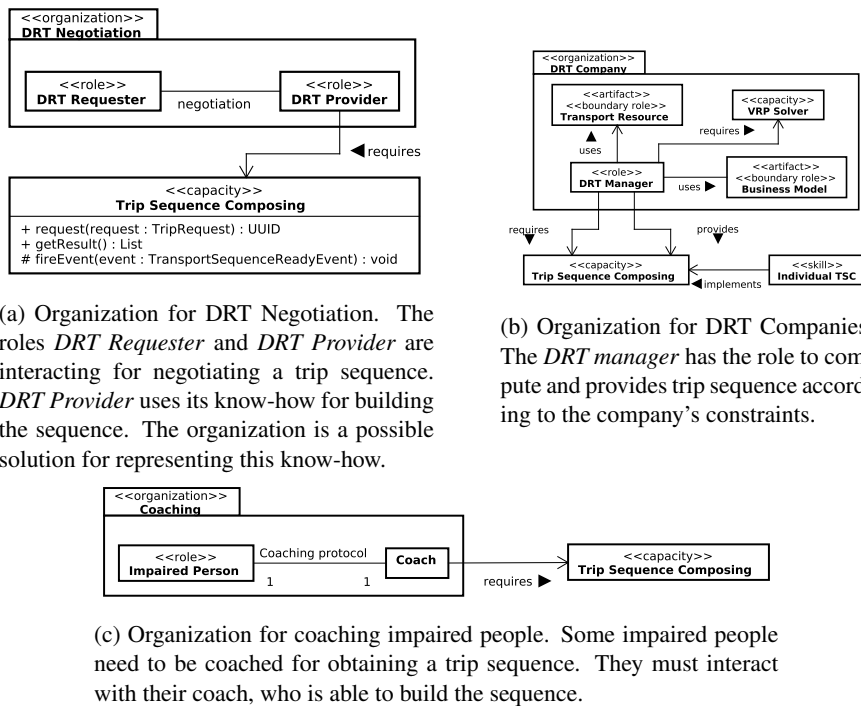 <<organization>>
DRT Negotiation
<<role>>
DRT Requester
negotiation
<<role>>
DRT Provider
◀ requires
<<capacity>>
Trip Sequence Composing
+ request(request : TripRequest) : UUID
+ getResult() : List
# fireEvent(event : TransportSequenceReadyEvent) : void
(a) Organization for DRT Negotiation. The
roles DRT Requester and DRT Provider are
interacting for negotiating a trip sequence.
DRT Provider uses its know-how for building
the sequence. The organization is a possible
solution for representing this know-how.
<<organization>>
DRT Company
<<artifact>>
<<boundary role>>
Transport Resource
<<capacity>>
VRP Solver
requires ▶
▲
uses
<<role>>
DRT Manager
uses ▶
<<artifact>>
<<boundary role>>
Business Model
requires
▼
provides
▼
<<capacity>>
Trip Sequence Composing
◀ implements
<<skill>>
Individual TSC
(b) Organization for DRT Companies
The DRT manager has the role to com
pute and provides trip sequence accord
ing to the company's constraints.
<<organization>>
Coaching
<<role>>
Impaired Person
Coaching protocol
1 1
Coach
requires ▶
<<capacity>>
Trip Sequence Composing
(c) Organization for coaching impaired people. Some impaired people
need to be coached for obtaining a trip sequence. They must interact
with their coach, who is able to build the sequence.